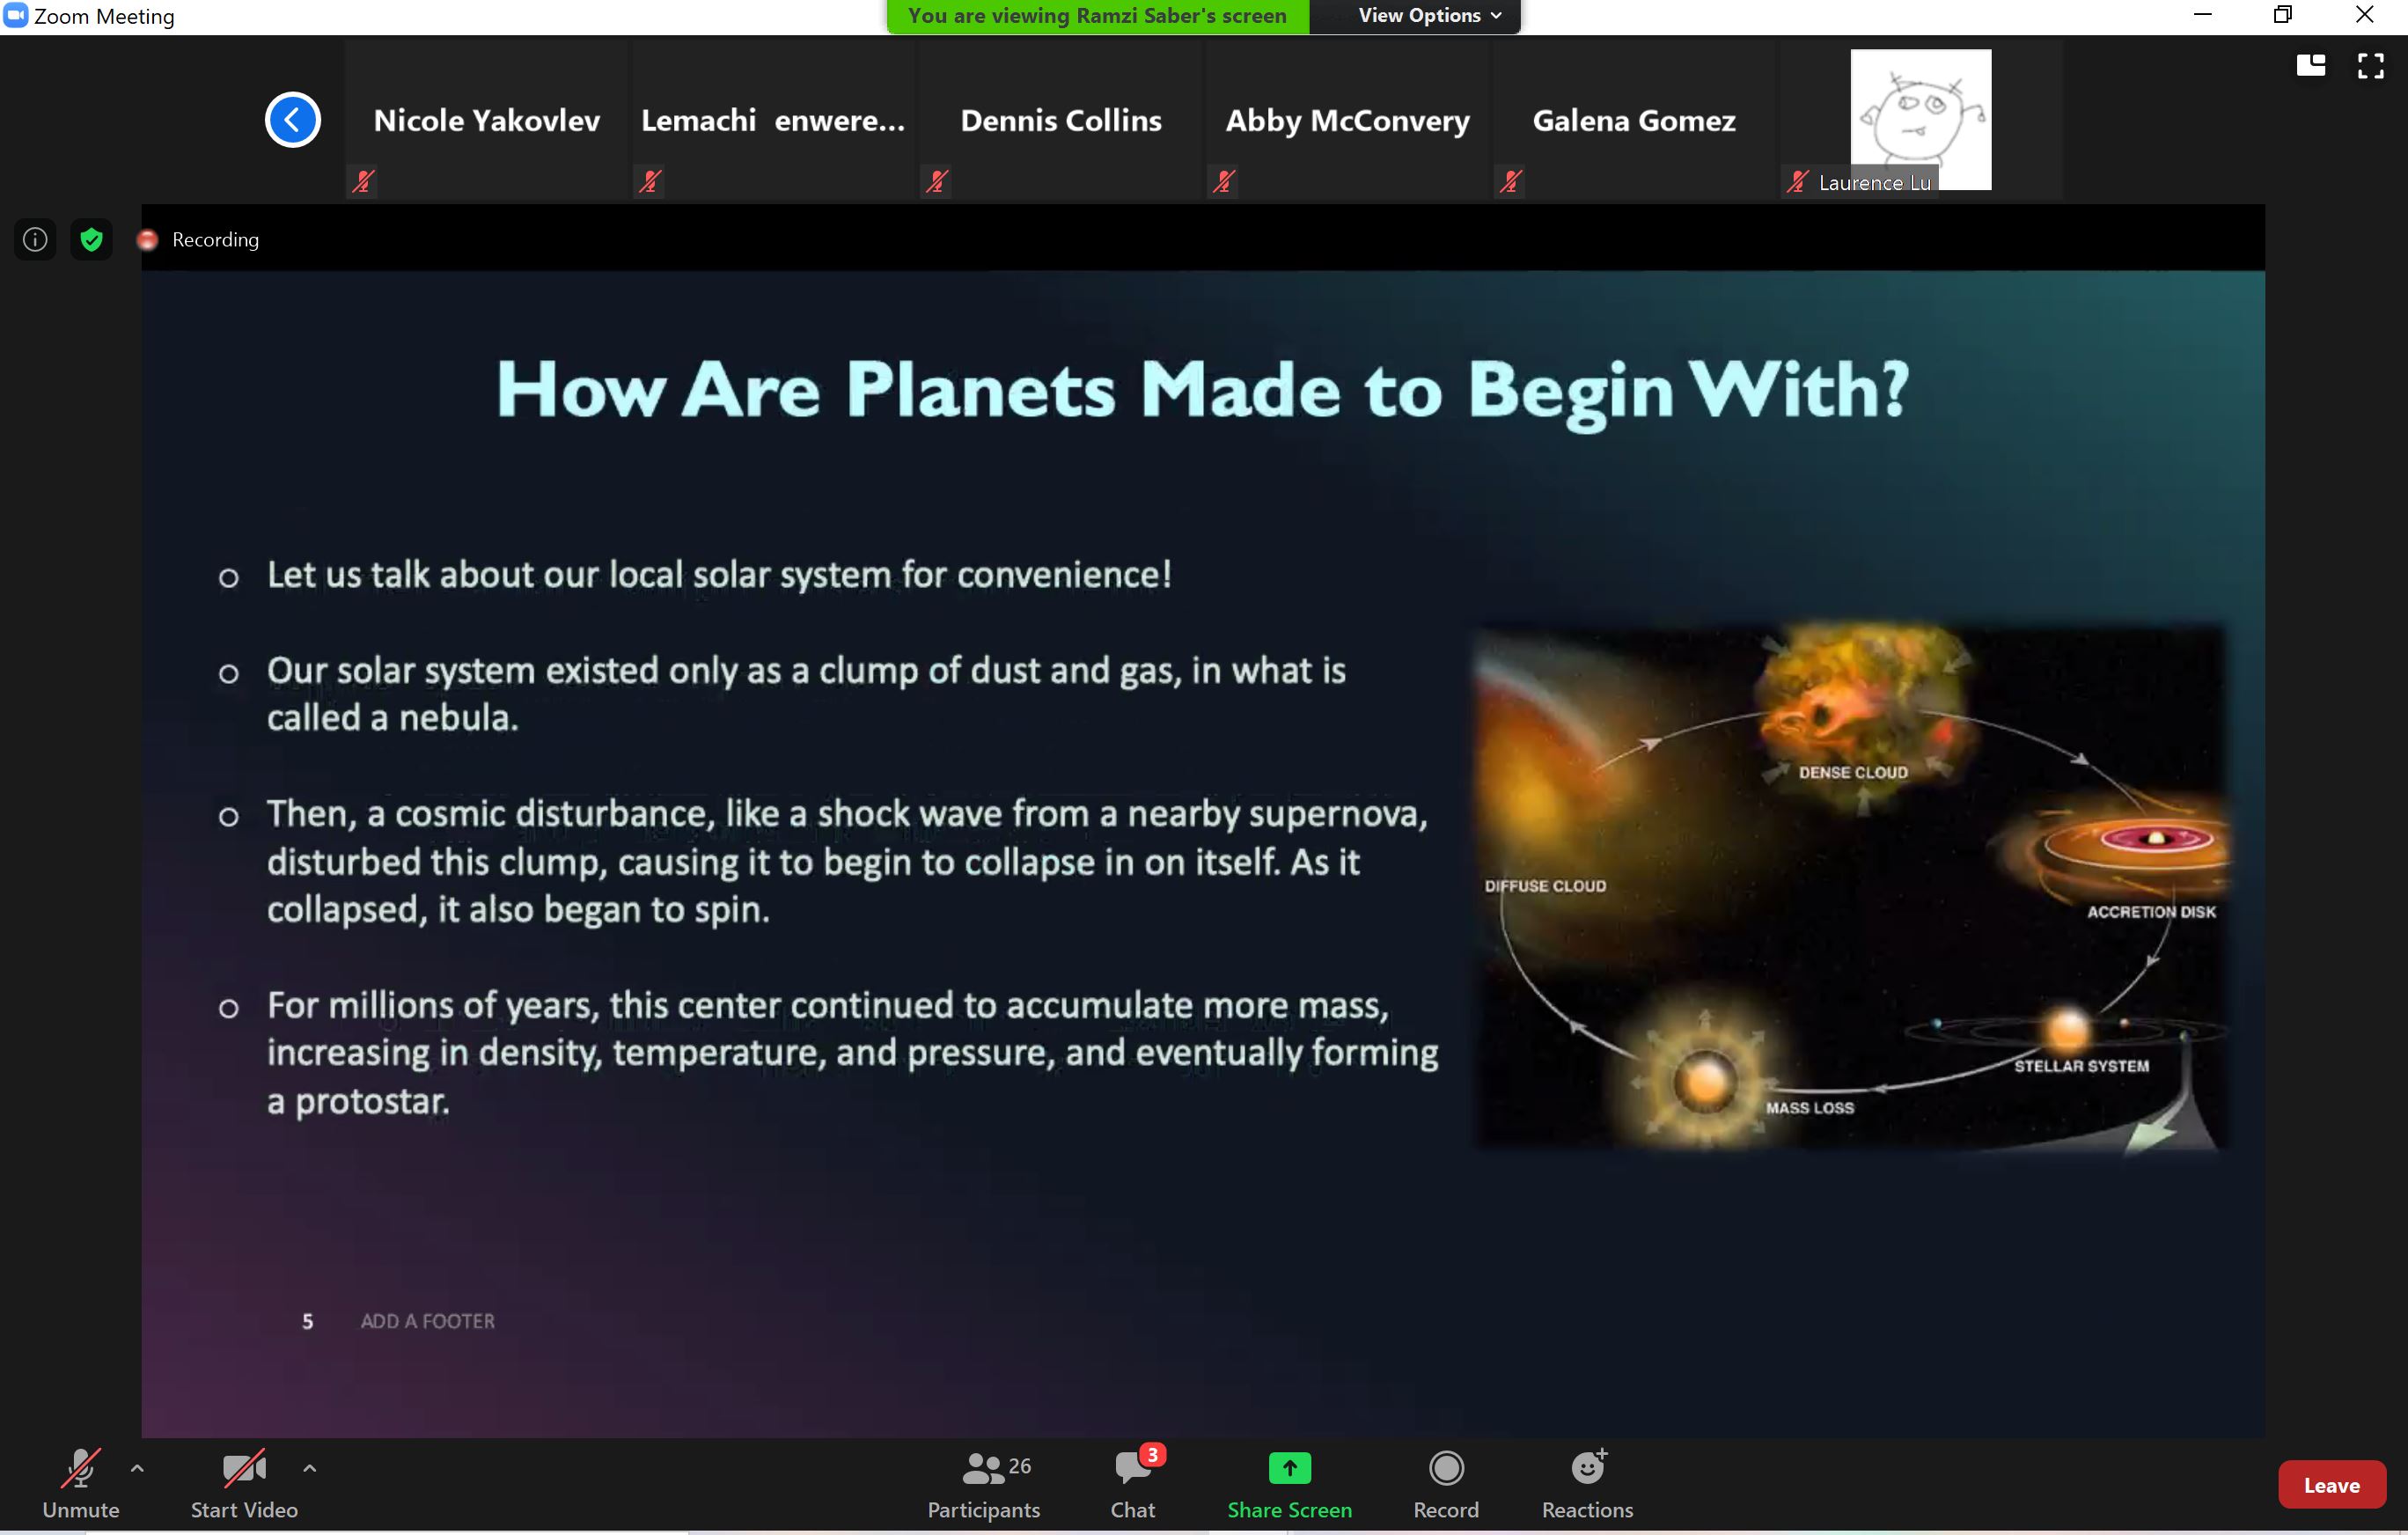 Zoom Meeting
You are viewing Ramzi Saber's screen
View Options
Nicole Yakovlev
Lemachi enwere...
Dennis Collins
Abby McConvery
Galena Gomez
Laurence Lu
Recording
How Are Planets Made to Begin With?
Let us talk about our local solar system for convenience!
Our solar system existed only as a clump of dust and gas, in what is
called a nebula.
Then, a cosmic disturbance, like a shock wave from a nearby supernova,
disturbed this clump, causing it to begin to collapse in on itself. As it
collapsed, it also began to spin.
For millions of years, this center continued to accumulate more mass,
increasing in density, temperature, and pressure, and eventually forming
a protostar.
DENSE CLOUD
DIFFUSE CLOUD
ACCRETION DISK
STELLAR SYSTEM
MASS LOSS
5 ADD A FOOTER
Unmute
Start Video
26
Participants
3
Chat
Share Screen
Record
Reactions
Leave